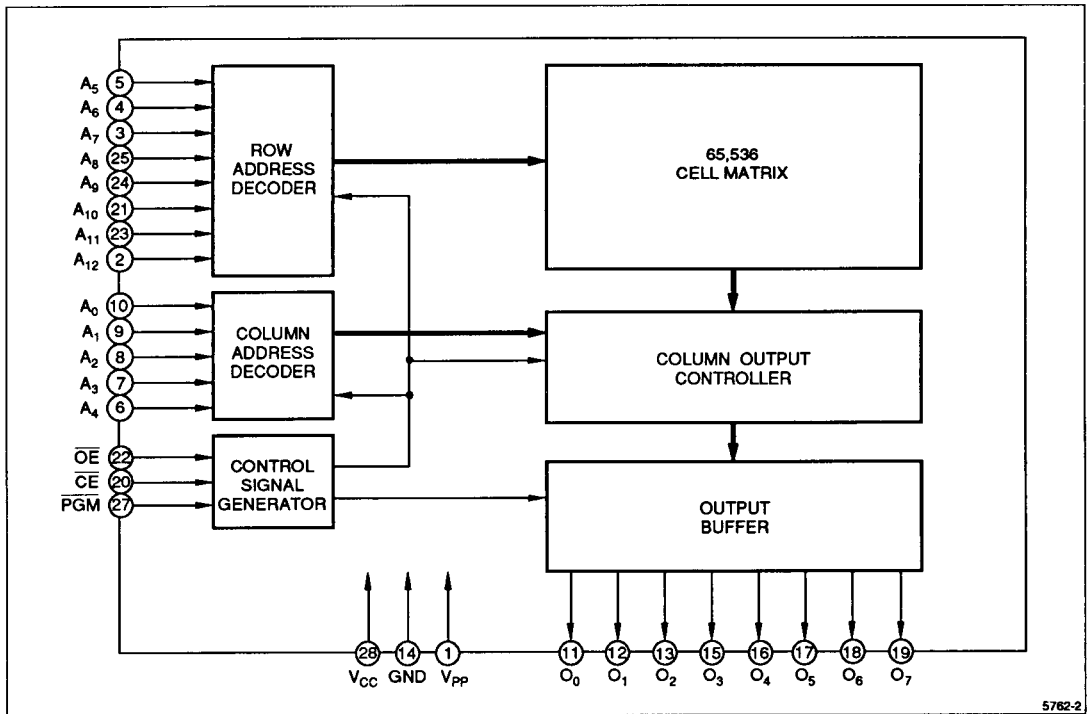 A5 5
A6 4
A7 3
A8 25
A9 24
A10 21
A11 23
A12 2
ROW
ADDRESS
DECODER
65,536
CELL MATRIX
A0 10
A1 9
A2 8
A3 7
A4 6
COLUMN
ADDRESS
DECODER
COLUMN OUTPUT
CONTROLLER
O̅E̅ 22
C̅E̅ 20
P̅G̅M̅ 27
CONTROL
SIGNAL
GENERATOR
OUTPUT
BUFFER
28 14 1 11 12 13 15 16 17 18 19
VCC GND VPP O0 O1 O2 O3 O4 O5 O6 O7
5762-2